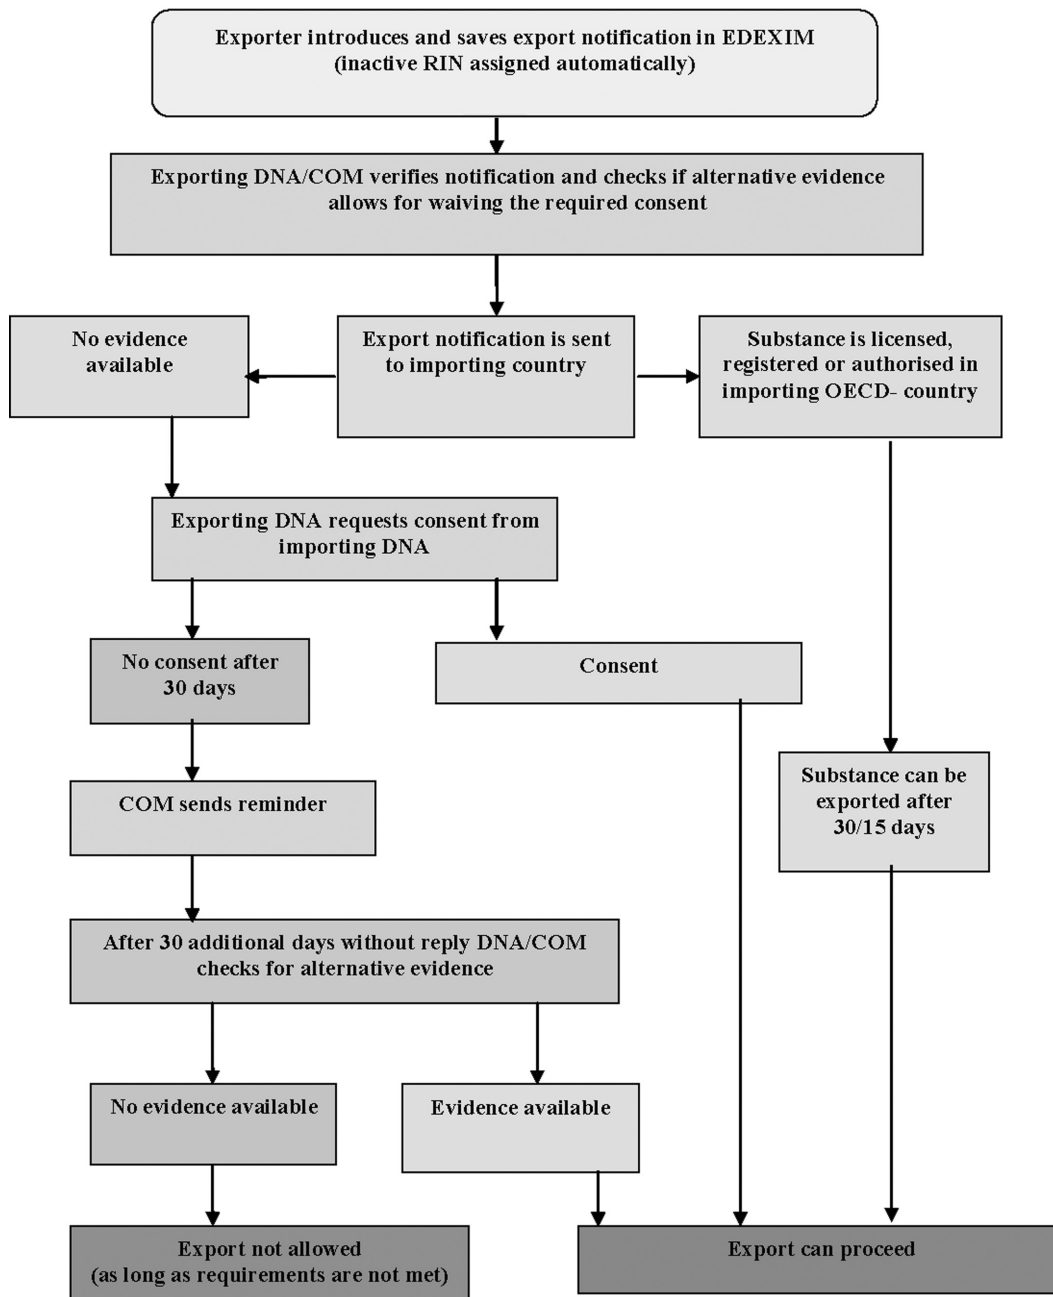 Exporter introduces and saves export notification in EDEXIM
(inactive RIN assigned automatically)
Exporting DNA/COM verifies notification and checks if alternative evidence
allows for waiving the required consent
No evidence
available
Export notification is sent
to importing country
Substance is licensed,
registered or authorised in
importing OECD- country
Exporting DNA requests consent from
importing DNA
No consent after
30 days
Consent
COM sends reminder
Substance can be
exported after
30/15 days
After 30 additional days without reply DNA/COM
checks for alternative evidence
No evidence available
Evidence available
Export not allowed
(as long as requirements are not met)
Export can proceed